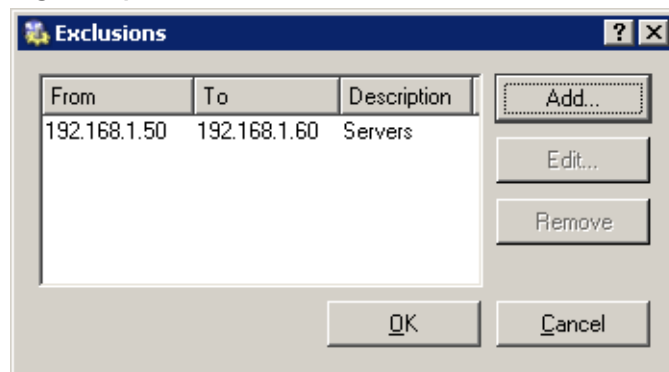 Exclusions
From To Description
192.168.1.50 192.168.1.60 Servers
Add...
Edit...
Remove
OK Cancel